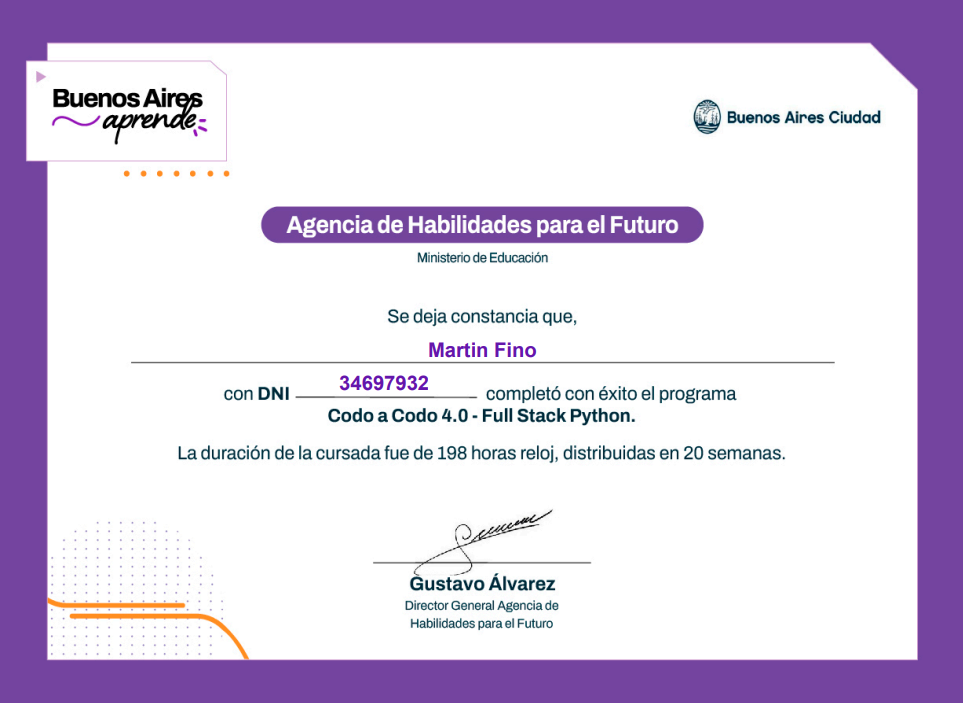 Buenos Aires
aprende
Buenos Aires Ciudad
Agencia de Habilidades para el Futuro
Ministerio de Educación
Se deja constancia que,
Martin Fino
con DNI 34697932 completó con éxito el programa
Codo a Codo 4.0 - Full Stack Python.
La duración de la cursada fue de 198 horas reloj, distribuidas en 20 semanas.
Gustavo Álvarez
Director General Agencia de
Habilidades para el Futuro